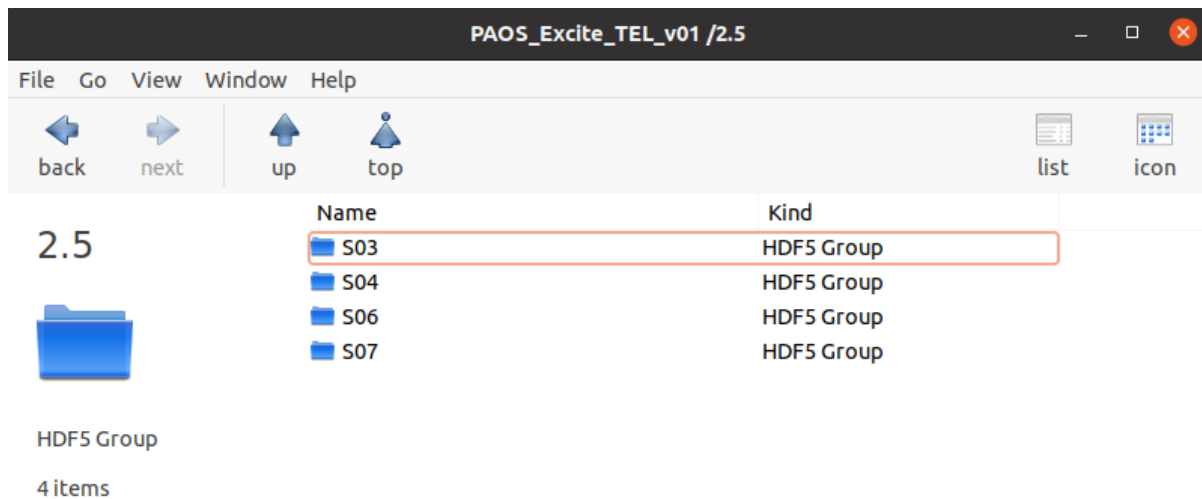 PAOS_Excite_TEL_v01 /2.5
File Go View Window Help
back next up top list icon
2.5
Name Kind
S03 HDF5 Group
S04 HDF5 Group
S06 HDF5 Group
S07 HDF5 Group
HDF5 Group
4 items